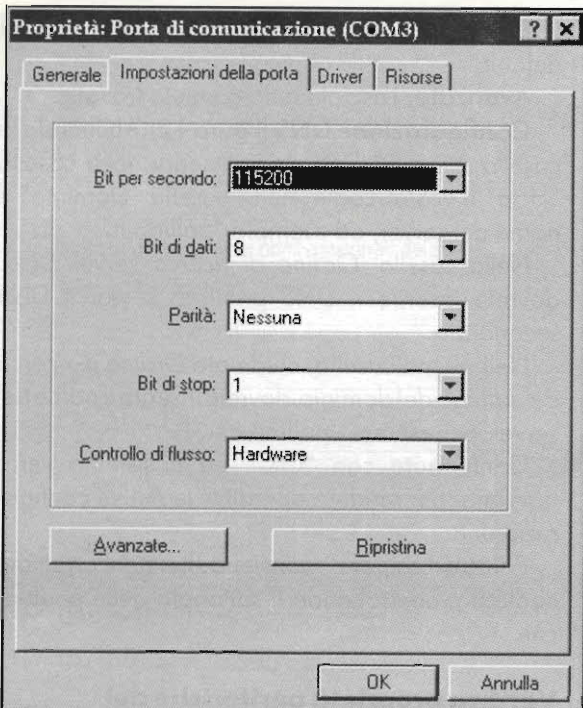 Proprietà: Porta di comunicazione (COM3)
? ×
Generale Impostazioni della porta Driver Risorse
Bit per secondo: 115200
Bit di dati: 8
Parità: Nessuna
Bit di stop: 1
Controllo di flusso: Hardware
Avanzate... Ripristina
OK Annulla